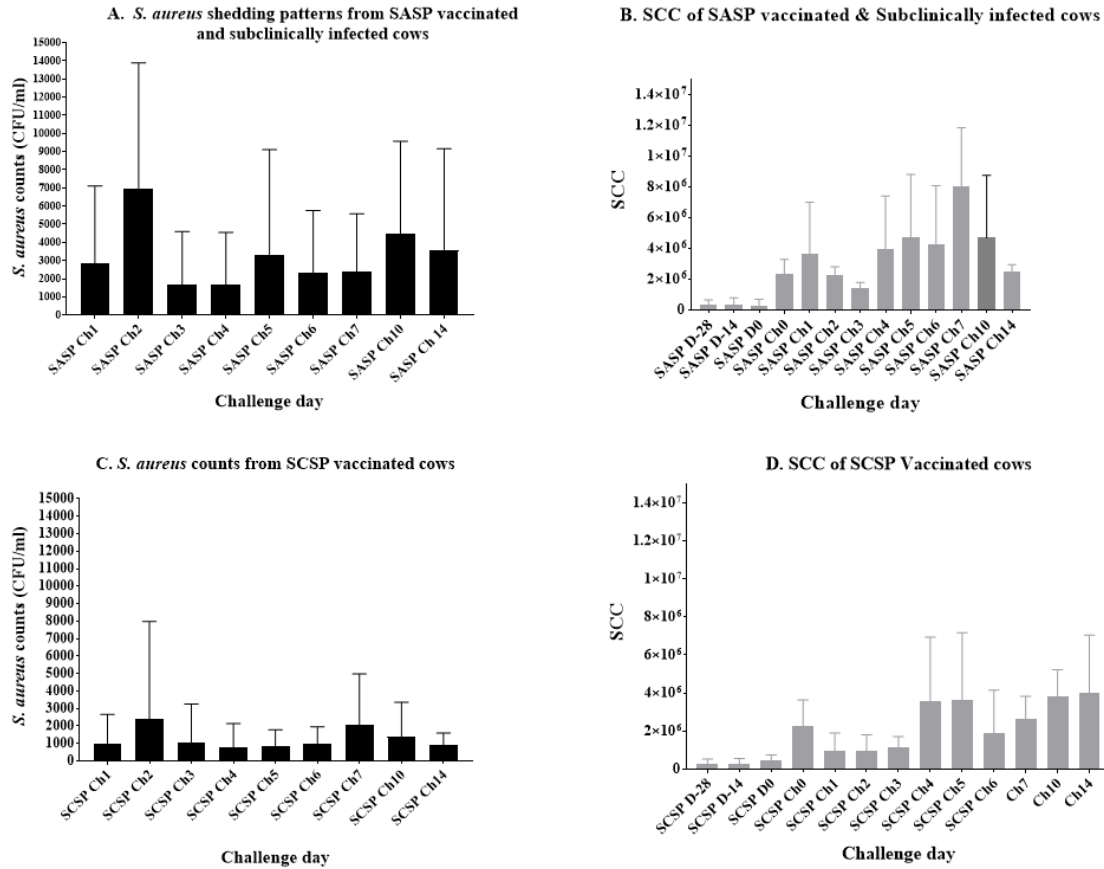 A. S. aureus shedding patterns from SASP vaccinated
and subclinically infected cows
S. aureus counts (CFU/ml)
15000
14000
13000
12000
11000
10000
9000
8000
7000
6000
5000
4000
3000
2000
1000
0
SASP Ch1
SASP Ch2
SASP Ch3
SASP Ch4
SASP Ch5
SASP Ch6
SASP Ch7
SASP Ch10
SASP Ch 14
Challenge day
B. SCC of SASP vaccinated & Subclinically infected cows
SCC
1.4×10⁷
1.2×10⁷
1×10⁷
8×10⁶
6×10⁶
4×10⁶
2×10⁶
0
SASP D-28
SASP D-14
SASP D0
SASP Ch0
SASP Ch1
SASP Ch2
SASP Ch3
SASP Ch4
SASP Ch5
SASP Ch6
SASP Ch7
SASP Ch10
SASP Ch14
Challenge day
C. S. aureus counts from SCSP vaccinated cows
S. aureus counts (CFU/ml)
15000
14000
13000
12000
11000
10000
9000
8000
7000
6000
5000
4000
3000
2000
1000
0
SCSP Ch1
SCSP Ch2
SCSP Ch3
SCSP Ch4
SCSP Ch5
SCSP Ch6
SCSP Ch7
SCSP Ch10
SCSP Ch14
Challenge day
D. SCC of SCSP Vaccinated cows
SCC
1.4×10⁷
1.2×10⁷
1×10⁷
8×10⁶
6×10⁶
4×10⁶
2×10⁶
0
SCSP D-28
SCSP D-14
SCSP D0
SCSP Ch0
SCSP Ch1
SCSP Ch2
SCSP Ch3
SCSP Ch4
SCSP Ch5
SCSP Ch6
Ch7
Ch10
Ch14
Challenge day